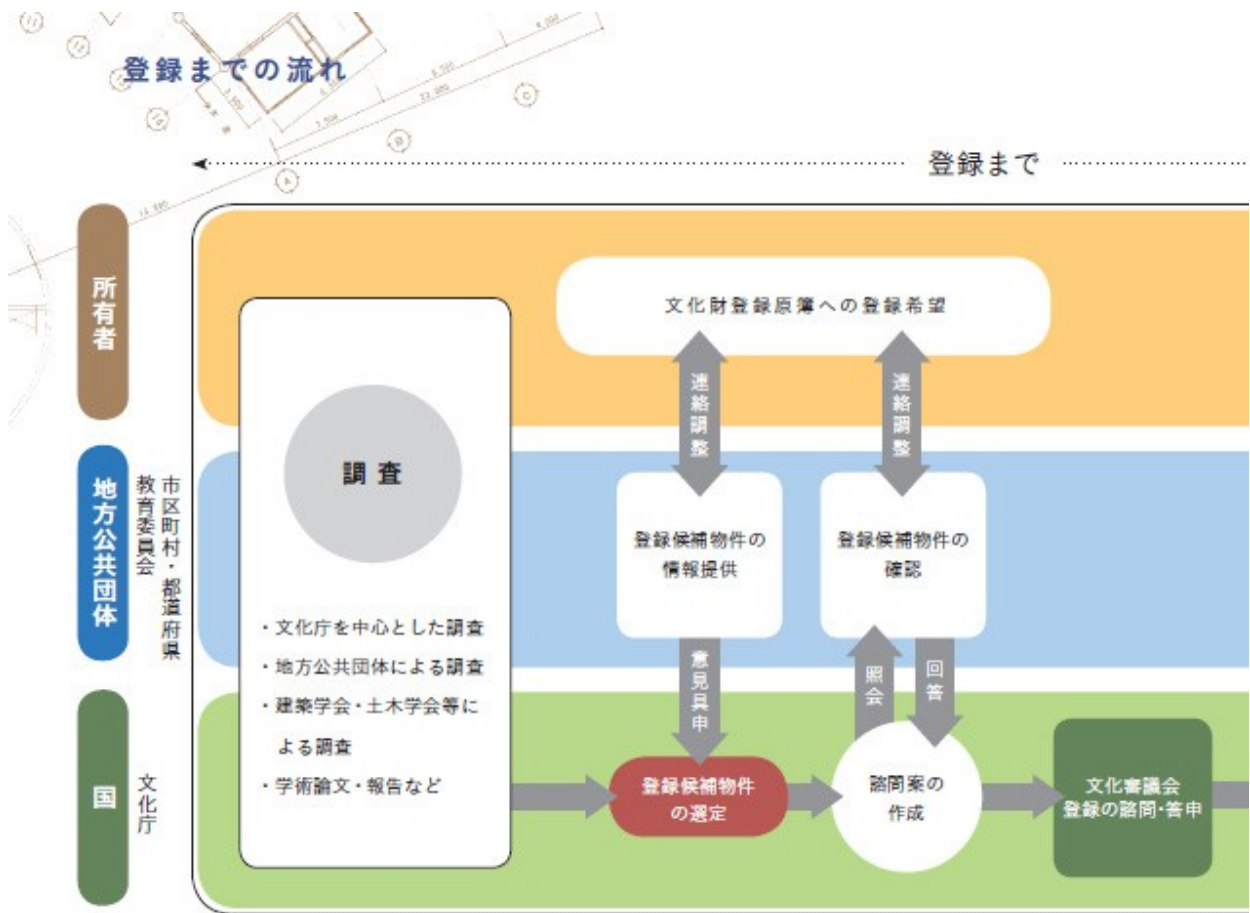 登録までの流れ
登録まで
所有者
文化財登録原簿への登録希望
連絡調整
連絡調整
調査
・文化庁を中心とした調査
・地方公共団体による調査
・建築学会・土木学会等に
よる調査
・学術論文・報告など
地方公共団体
市区町村・都道府県
教育委員会
登録候補物件の
情報提供
登録候補物件の
確認
意見具申
照会
回答
国
文化庁
登録候補物件
の選定
諮問案の
作成
文化審議会
登録の諮問・答申
A
B
C